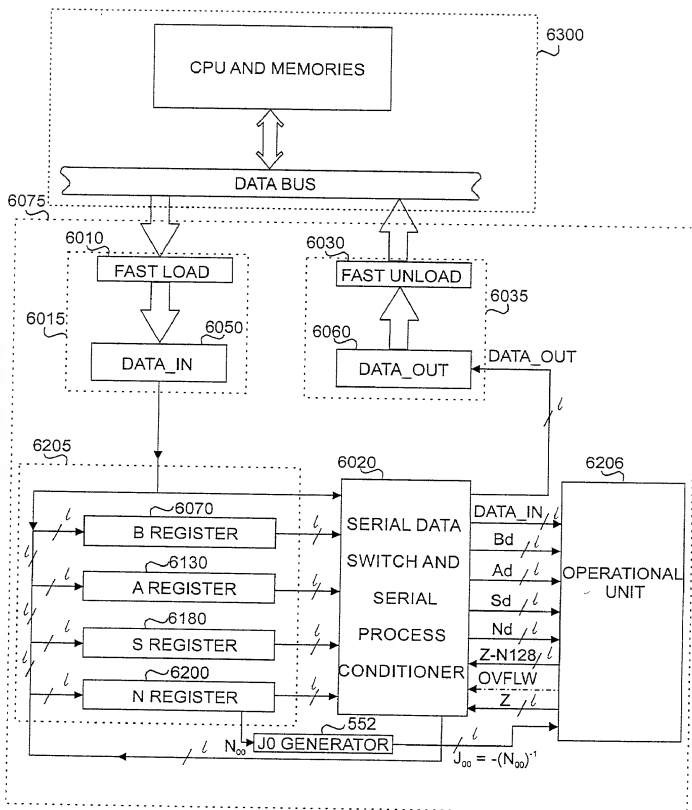 6300
CPU AND MEMORIES
DATA BUS
6075
6010
FAST LOAD
6030
FAST UNLOAD
6015
6035
6050
DATA_IN
6060
DATA_OUT
DATA_OUT
l
6205
6020
6206
6070
l
B REGISTER
l
6130
l
A REGISTER
l
6180
l
S REGISTER
l
6200
l
N REGISTER
l
l
l
l
SERIAL DATA
SWITCH AND
SERIAL
PROCESS
CONDITIONER
DATA_IN l
Bd l
Ad l
Sd l
Nd l
Z-N128 l
OVFLW
Z l
OPERATIONAL
UNIT
552
N₀₀
J0 GENERATOR
l
l
J₀₀ = -(N₀₀)⁻¹